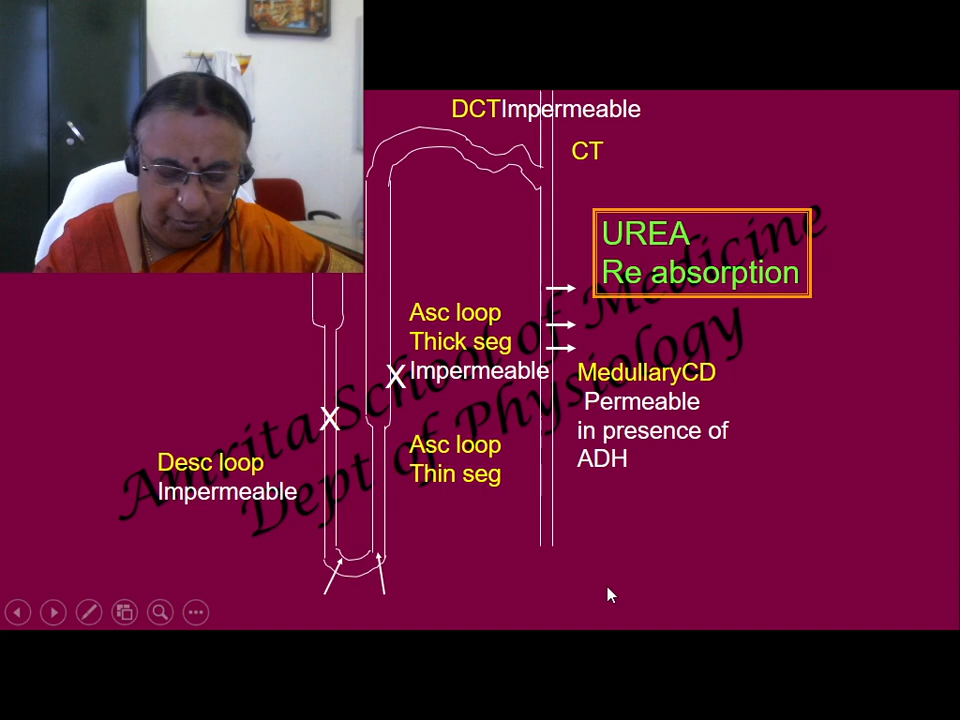 DCTImpermeable
CT
UREA
Re absorption
Asc loop
Thick seg
Impermeable
X
MedullaryCD
Permeable
in presence of
ADH
X
Asc loop
Thin seg
Desc loop
Impermeable
Amrita School of Medicine
Dept of Physiology